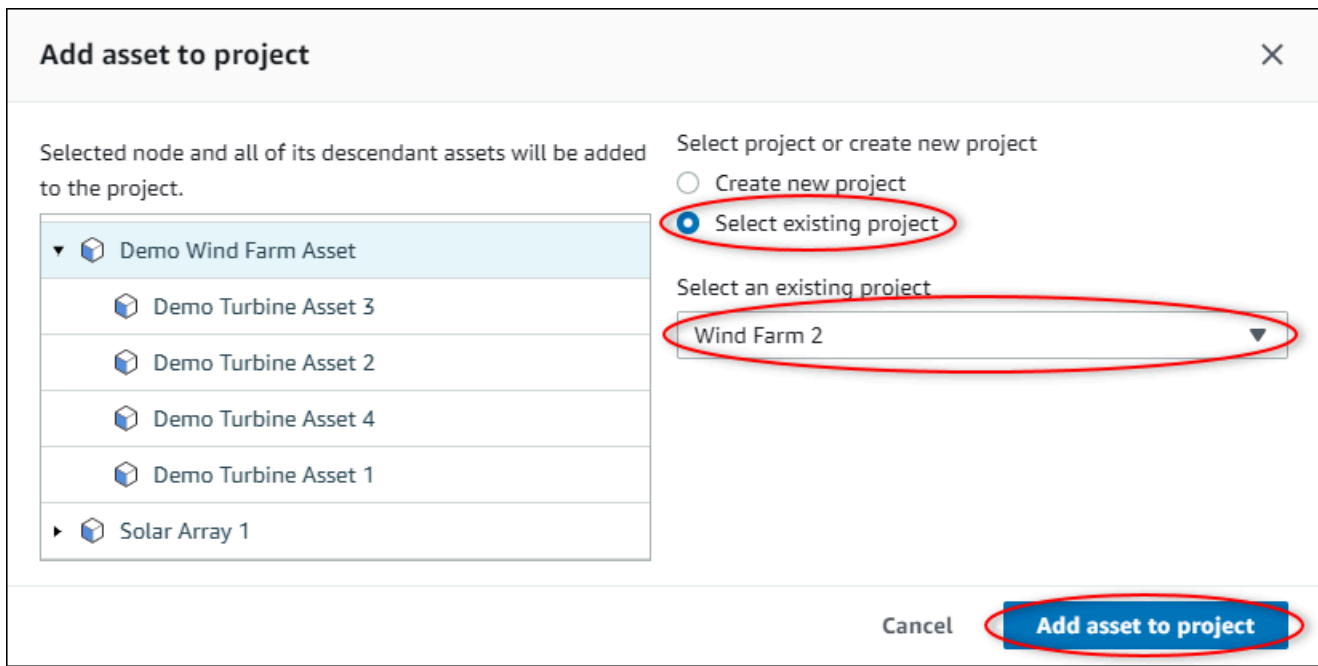 Add asset to project
Selected node and all of its descendant assets will be added
to the project.
Demo Wind Farm Asset
Demo Turbine Asset 3
Demo Turbine Asset 2
Demo Turbine Asset 4
Demo Turbine Asset 1
Solar Array 1
Select project or create new project
Create new project
Select existing project
Select an existing project
Wind Farm 2
Cancel
Add asset to project